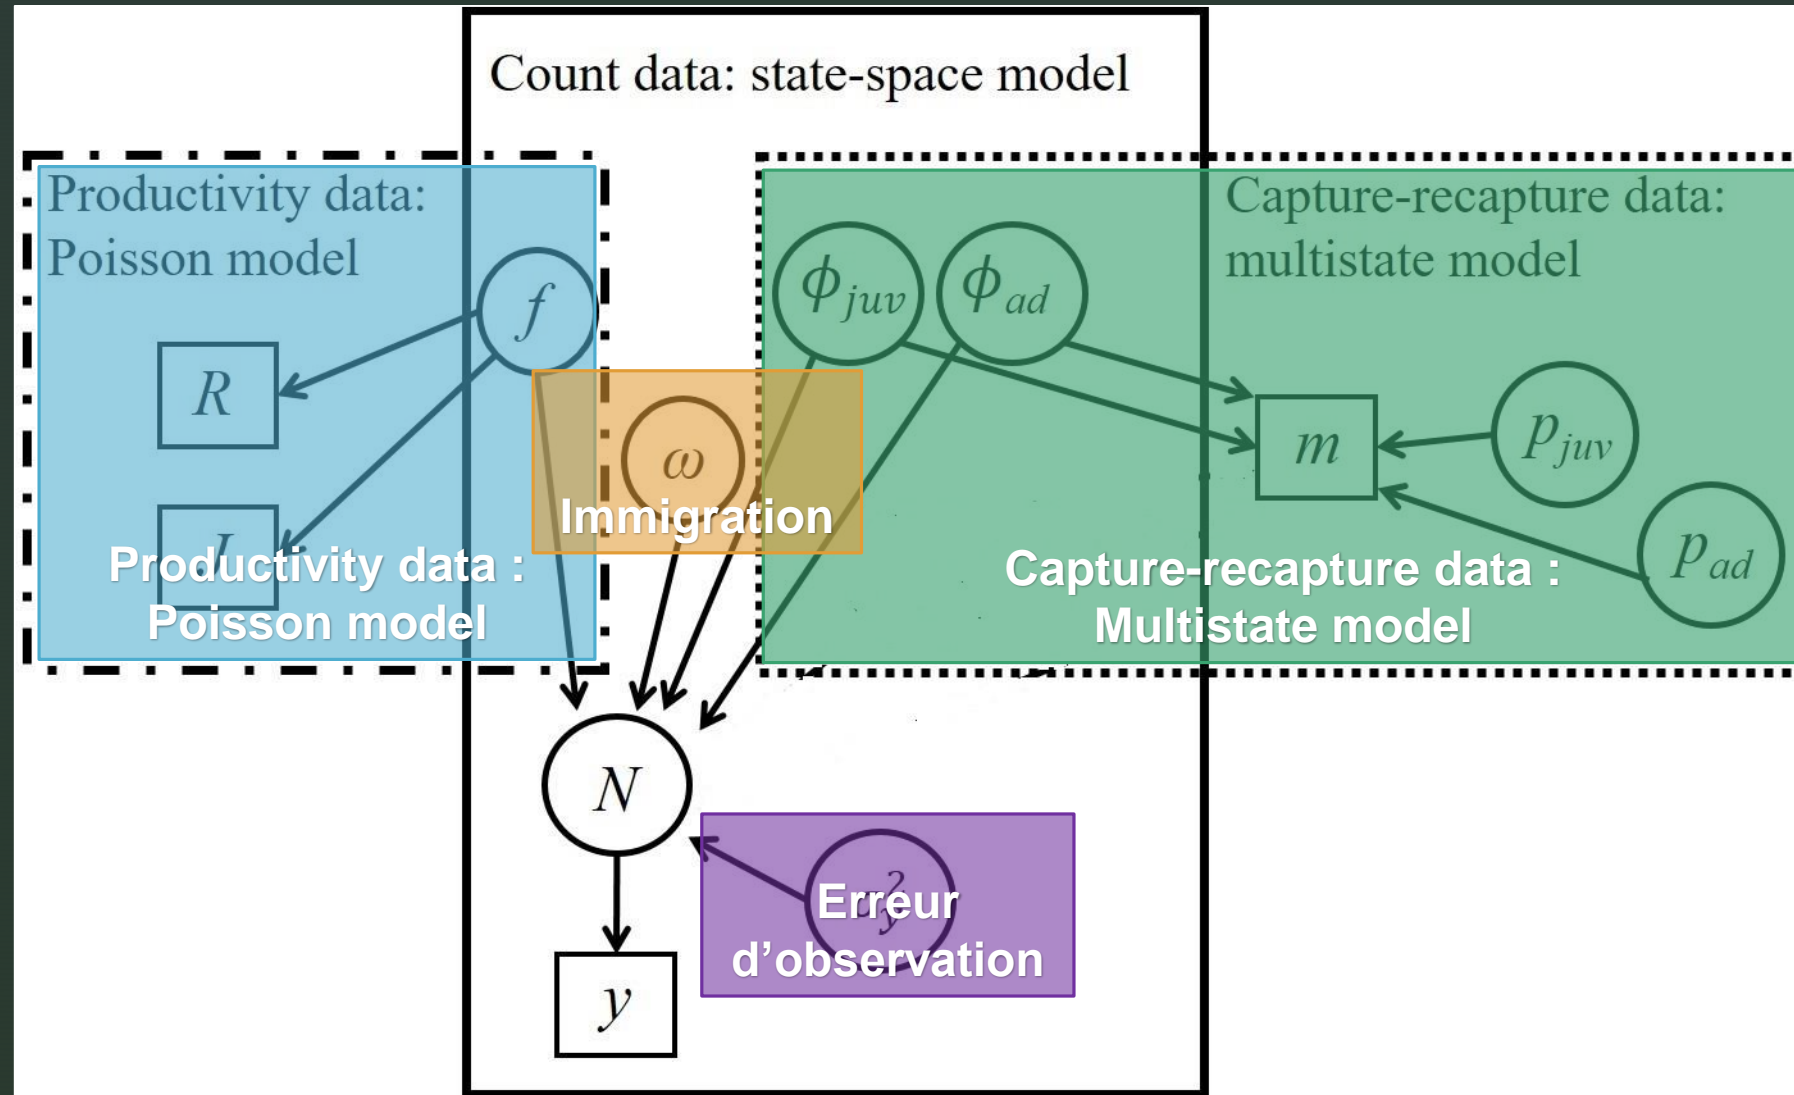 Count data: state-space model
Productivity data:
Poisson model
Capture-recapture data:
multistate model
f
ϕjuv
ϕad
R
ω
m
pjuv
Immigration
J
pad
Productivity data :
Poisson model
Capture-recapture data :
Multistate model
N
σ²y
Erreur
d’observation
y